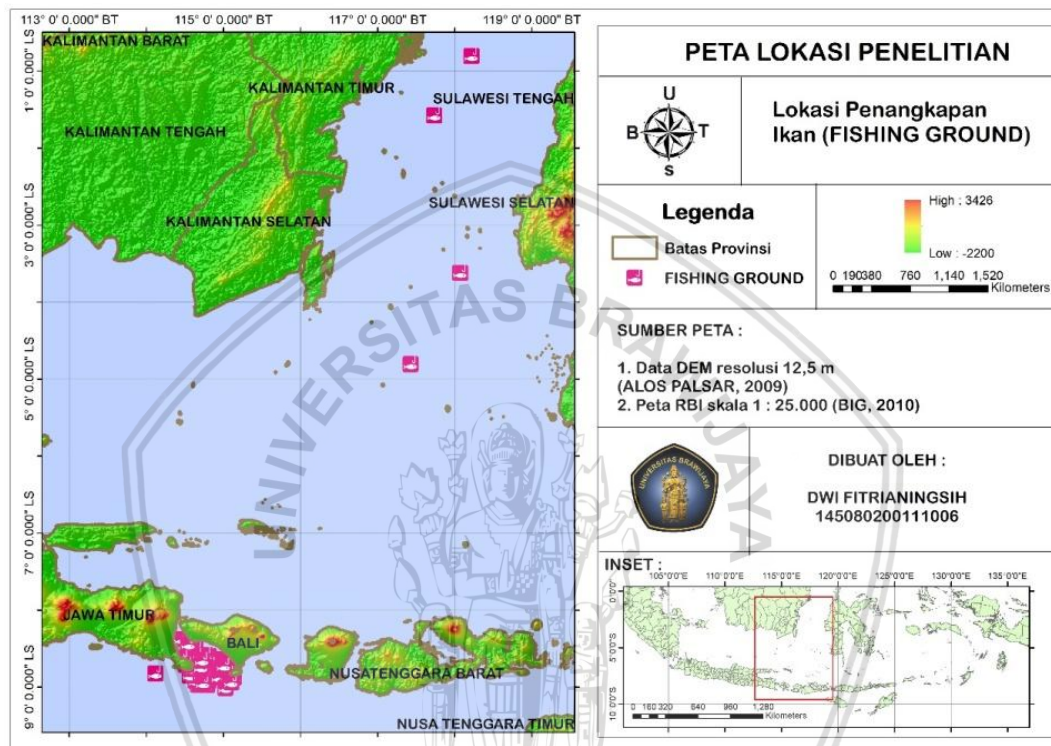 113° 0' 0.000" BT 115° 0' 0.000" BT 117° 0' 0.000" BT 119° 0' 0.000" BT
1° 0' 0.000" LS
3° 0' 0.000" LS
5° 0' 0.000" LS
7° 0' 0.000" LS
9° 0' 0.000" LS
KALIMANTAN BARAT
KALIMANTAN TIMUR
SULAWESI TENGAH
KALIMANTAN TENGAH
SULAWESI SELATAN
KALIMANTAN SELATAN
JAWA TIMUR
BALI
NUSATENGGARA BARAT
NUSA TENGGARA TIMUR
UNIVERSITAS BRAWIJAYA
PETA LOKASI PENELITIAN
U
B T
S
Lokasi Penangkapan
Ikan (FISHING GROUND)
Legenda
Batas Provinsi
FISHING GROUND
High : 3426
Low : -2200
0 190380 760 1,140 1,520
Kilometers
SUMBER PETA :
1. Data DEM resolusi 12,5 m
(ALOS PALSAR, 2009)
2. Peta RBI skala 1 : 25.000 (BIG, 2010)
UNIVERSITAS BRAWIJAYA
DIBUAT OLEH :
DWI FITRIANINGSIH
145080200111006
INSET :
105°0'0"E 110°0'0"E 115°0'0"E 120°0'0"E 125°0'0"E 130°0'0"E 135°0'0"E
0°0'0"
5°0'0"S
10°0'0"S
0 160 320 640 960 1,280
Kilometers